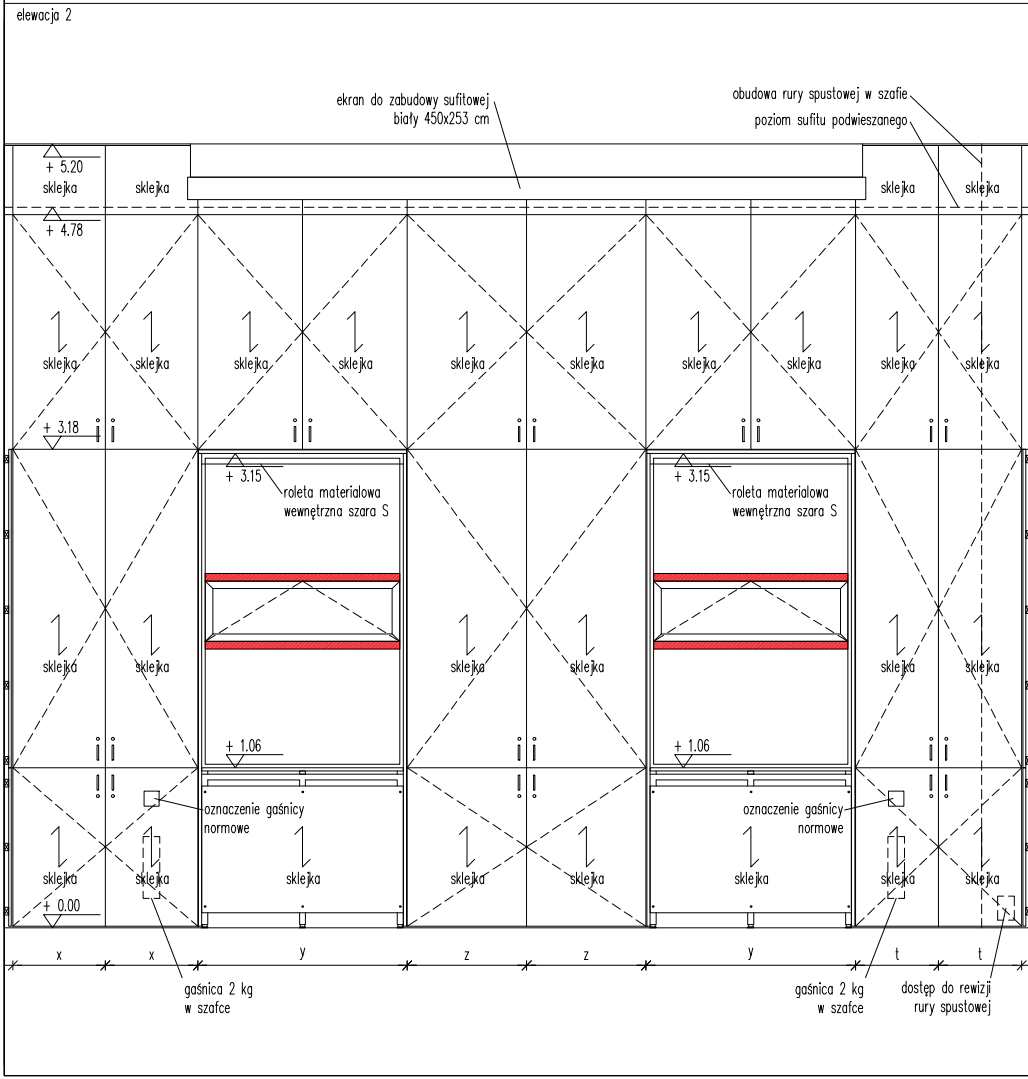 elewacja 2
ekran do zabudowy sufitowej
biały 450x253 cm
obudowa rury spustowej w szafie
poziom sufitu podwieszanego
+ 5.20
sklejka
sklejka
sklejka
sklejka
+ 4.78
sklejka
sklejka
sklejka
sklejka
sklejka
sklejka
sklejka
sklejka
sklejka
sklejka
+ 3.18
+ 3.15
roleta materialowa
wewnętrzna szara S
+ 3.15
roleta materialowa
wewnętrzna szara S
sklejka
sklejka
sklejka
sklejka
sklejka
sklejka
+ 1.06
+ 1.06
oznaczenie gaśnicy
normowe
oznaczenie gaśnicy
normowe
sklejka
sklejka
sklejka
sklejka
sklejka
sklejka
sklejka
sklejka
+ 0.00
x
x
y
z
z
y
t
t
gaśnica 2 kg
w szafce
gaśnica 2 kg
w szafce
dostęp do rewizji
rury spustowej